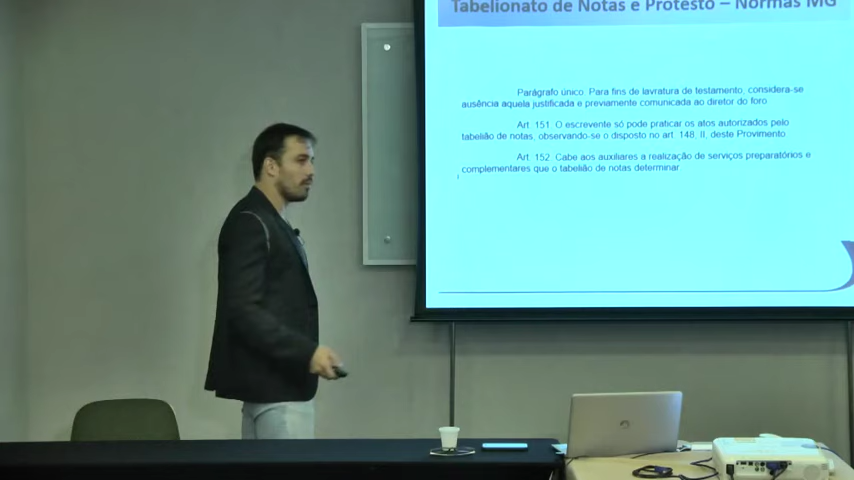 Tabelionato de Notas e Protesto – Normas MG
Parágrafo único. Para fins de lavratura de testamento, considera-se
ausência aquela justificada e previamente comunicada ao diretor do foro.
Art. 151. O escrevente só pode praticar os atos autorizados pelo
tabelião de notas, observando-se o disposto no art. 148, II, deste Provimento.
Art. 152. Cabe aos auxiliares a realização de serviços preparatórios e
complementares que o tabelião de notas determinar.
hp